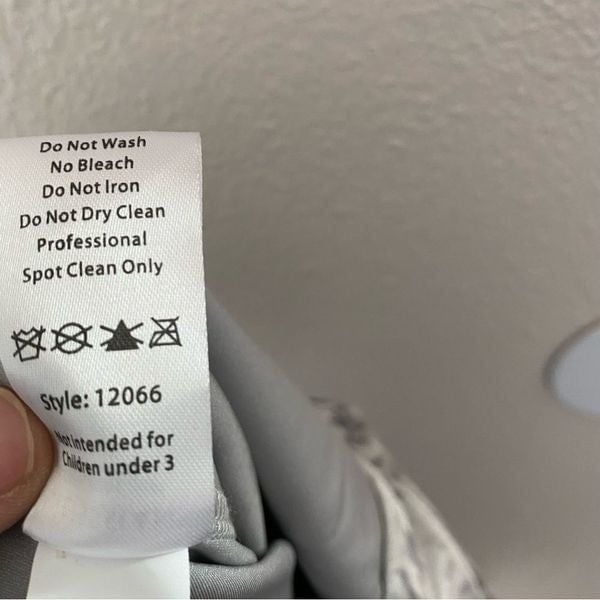 Do Not Wash
No Bleach
Do Not Iron
Do Not Dry Clean
Professional
Spot Clean Only
Style: 12066
Not Intended for
Children under 3